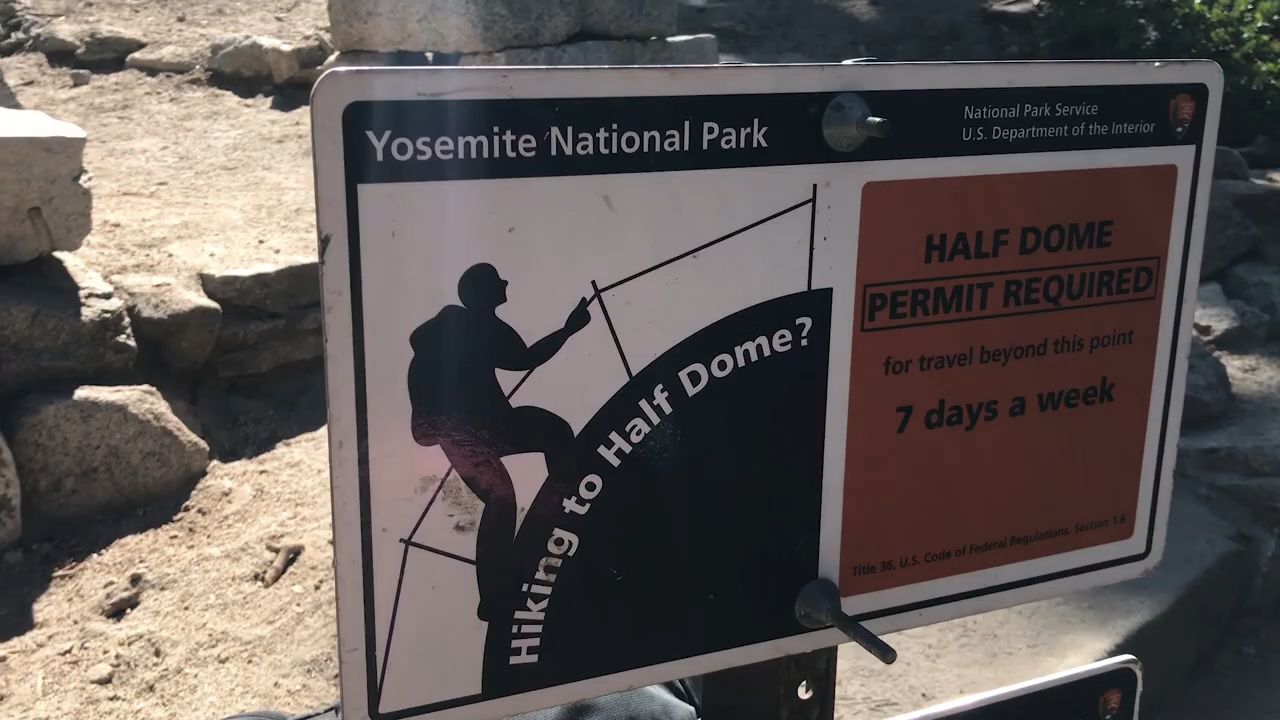 Yosemite National Park
National Park Service
U.S. Department of the Interior
Hiking to Half Dome?
HALF DOME
PERMIT REQUIRED
for travel beyond this point
7 days a week
Title 36, U.S. Code of Federal Regulations, Section 1.6